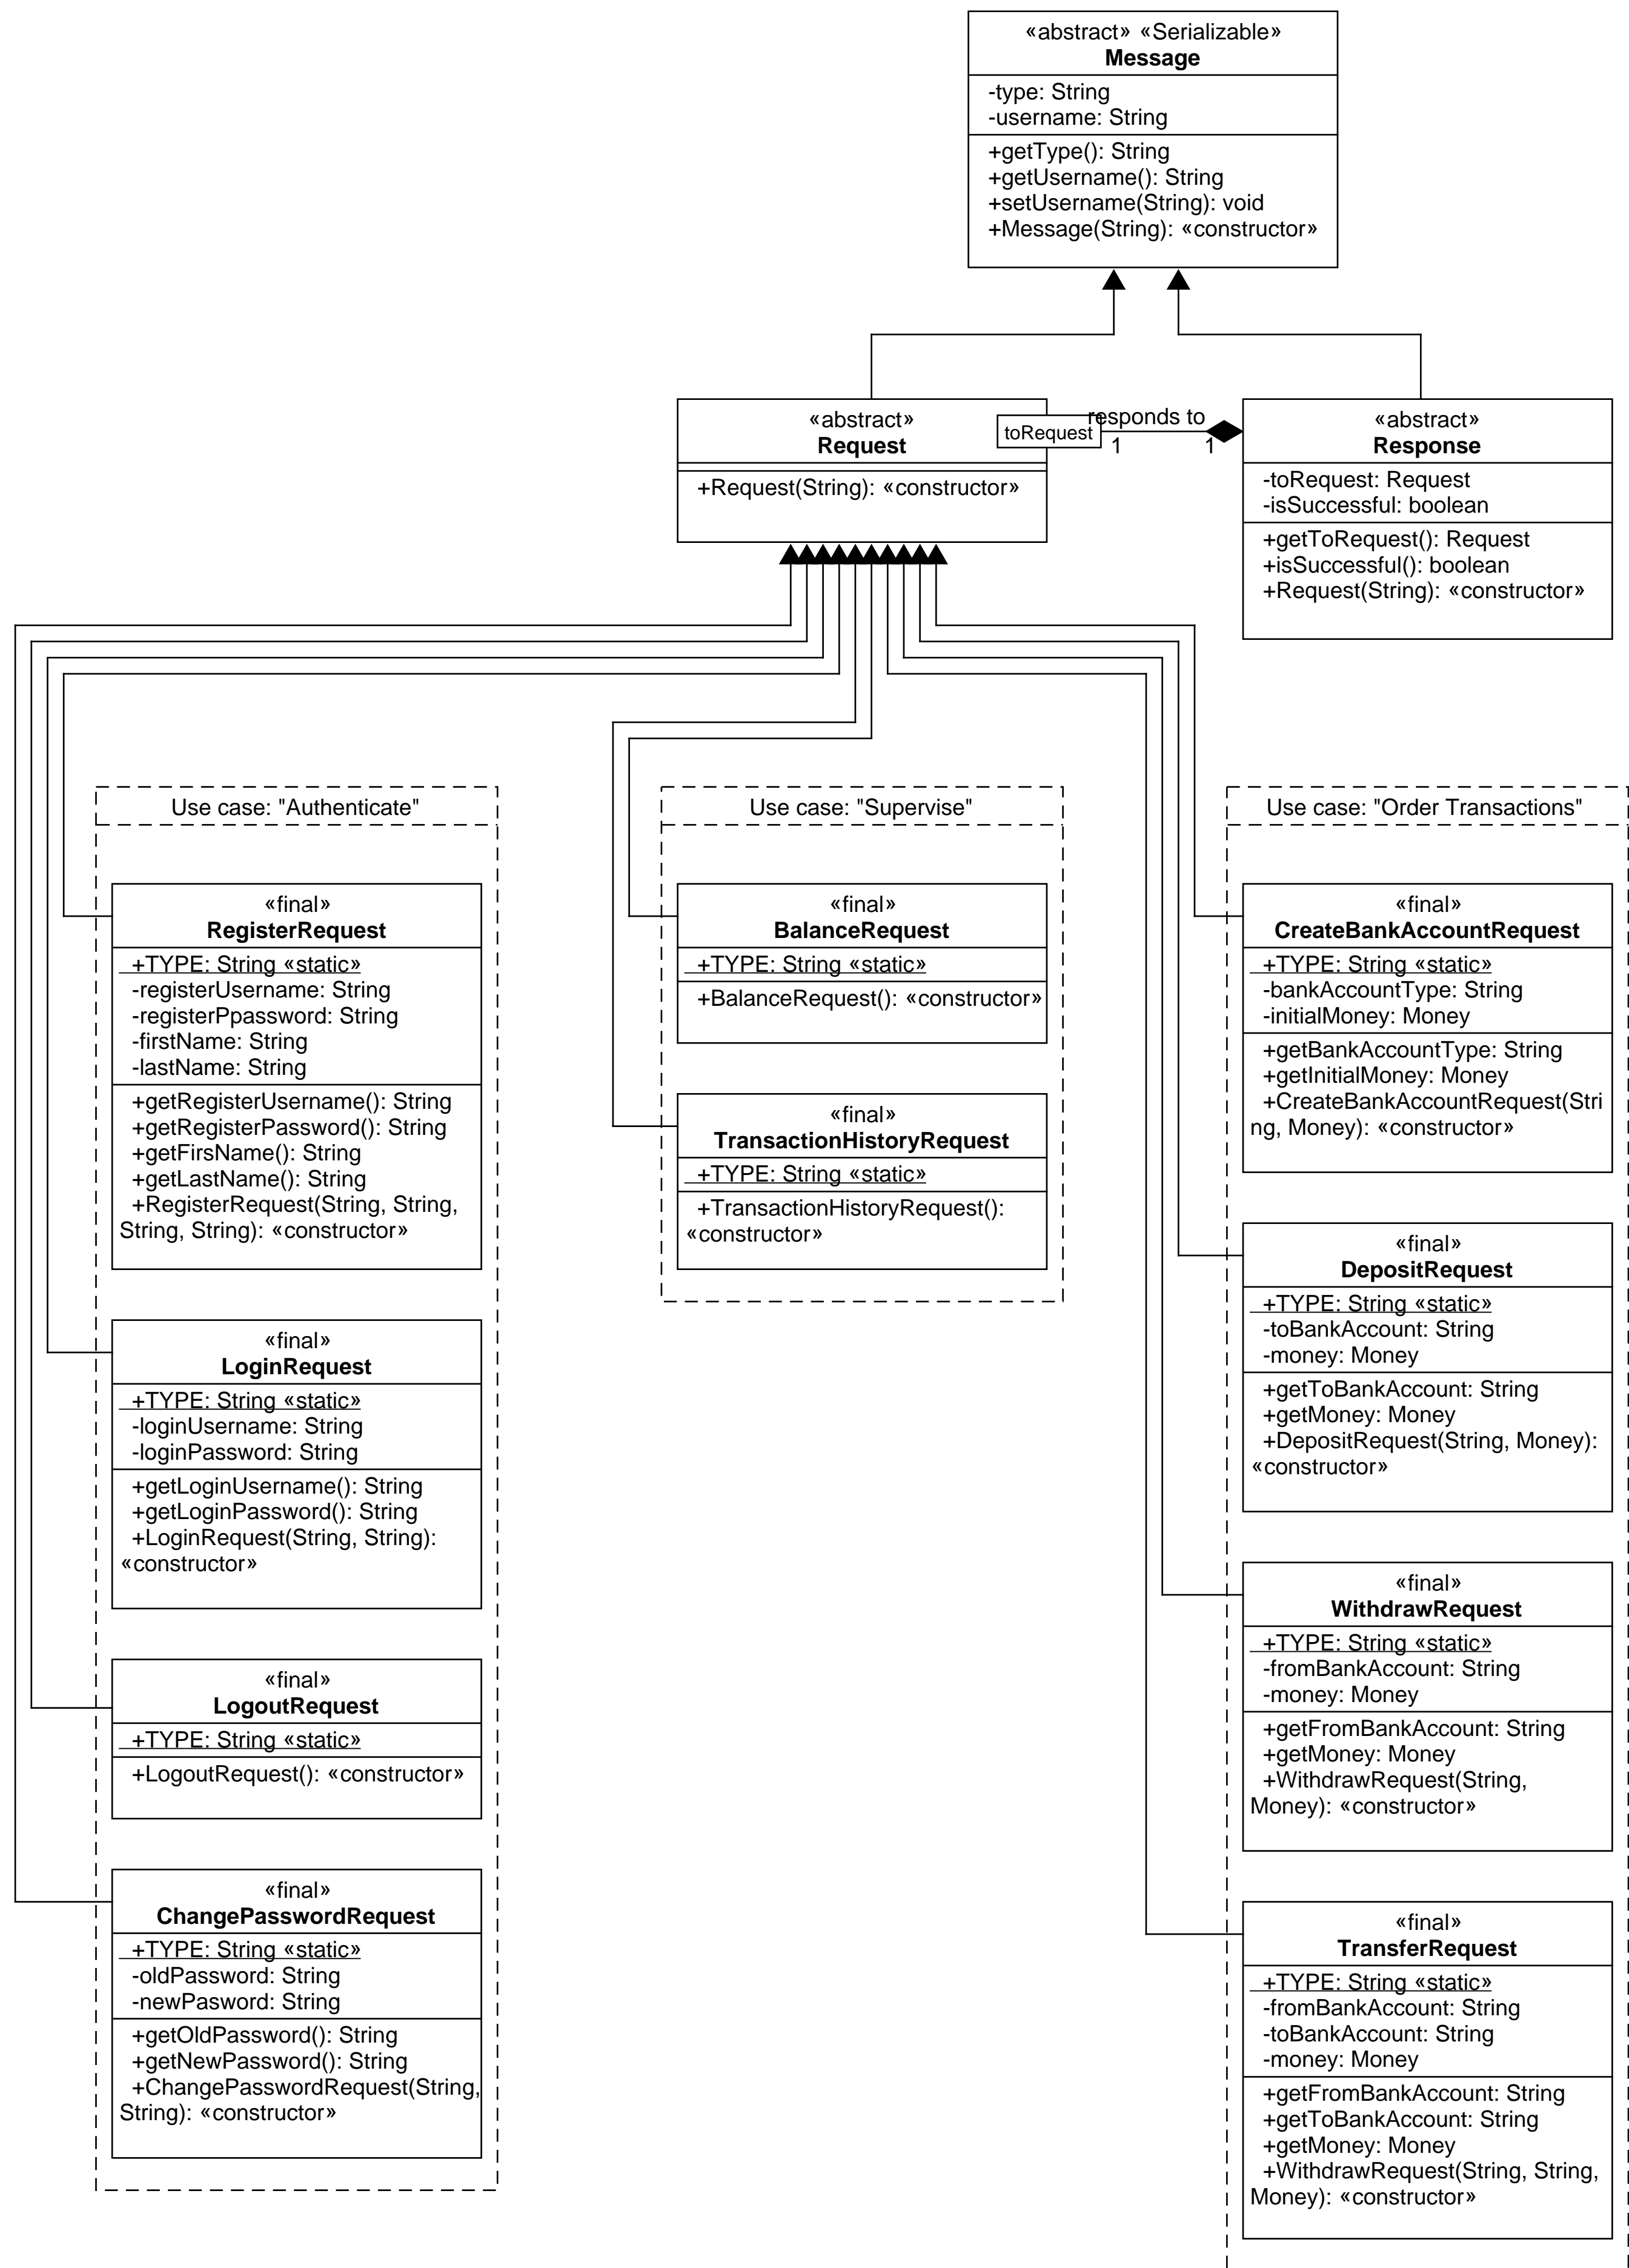 «abstract» «Serializable»
Message
-type: String
-username: String
+getType(): String
+getUsername(): String
+setUsername(String): void
+Message(String): «constructor»
«abstract»
Request
+Request(String): «constructor»
toRequest
responds to
1
1
«abstract»
Response
-toRequest: Request
-isSuccessful: boolean
+getToRequest(): Request
+isSuccessful(): boolean
+Request(String): «constructor»
Use case: "Authenticate"
«final»
RegisterRequest
+TYPE: String «static»
-registerUsername: String
-registerPpassword: String
-firstName: String
-lastName: String
+getRegisterUsername(): String
+getRegisterPassword(): String
+getFirsName(): String
+getLastName(): String
+RegisterRequest(String, String,
String, String): «constructor»
«final»
LoginRequest
+TYPE: String «static»
-loginUsername: String
-loginPassword: String
+getLoginUsername(): String
+getLoginPassword(): String
+LoginRequest(String, String):
«constructor»
«final»
LogoutRequest
+TYPE: String «static»
+LogoutRequest(): «constructor»
«final»
ChangePasswordRequest
+TYPE: String «static»
-oldPassword: String
-newPasword: String
+getOldPassword(): String
+getNewPassword(): String
+ChangePasswordRequest(String,
String): «constructor»
Use case: "Supervise"
«final»
BalanceRequest
+TYPE: String «static»
+BalanceRequest(): «constructor»
«final»
TransactionHistoryRequest
+TYPE: String «static»
+TransactionHistoryRequest():
«constructor»
Use case: "Order Transactions"
«final»
CreateBankAccountRequest
+TYPE: String «static»
-bankAccountType: String
-initialMoney: Money
+getBankAccountType: String
+getInitialMoney: Money
+CreateBankAccountRequest(Stri
ng, Money): «constructor»
«final»
DepositRequest
+TYPE: String «static»
-toBankAccount: String
-money: Money
+getToBankAccount: String
+getMoney: Money
+DepositRequest(String, Money):
«constructor»
«final»
WithdrawRequest
+TYPE: String «static»
-fromBankAccount: String
-money: Money
+getFromBankAccount: String
+getMoney: Money
+WithdrawRequest(String,
Money): «constructor»
«final»
TransferRequest
+TYPE: String «static»
-fromBankAccount: String
-toBankAccount: String
-money: Money
+getFromBankAccount: String
+getToBankAccount: String
+getMoney: Money
+WithdrawRequest(String, String,
Money): «constructor»